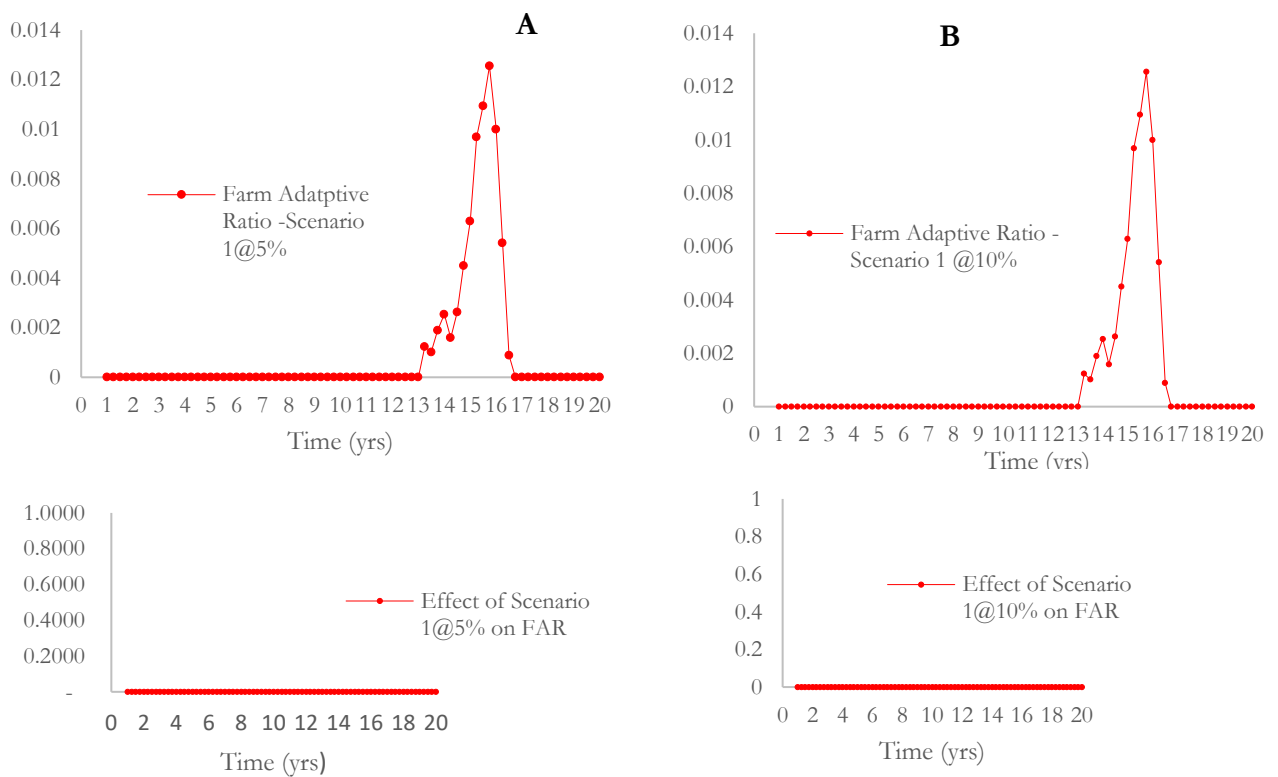 A
0.014
0.012
0.01
0.008
0.006
0.004
0.002
0
Farm Adatptive
Ratio -Scenario
1@5%
0 1 2 3 4 5 6 7 8 9 10 11 12 13 14 15 16 17 18 19 20
Time (yrs)
B
0.014
0.012
0.01
0.008
0.006
0.004
0.002
0
Farm Adaptive Ratio -
Scenario 1 @10%
0 1 2 3 4 5 6 7 8 9 10 11 12 13 14 15 16 17 18 19 20
Time (yrs)
1.0000
0.8000
0.6000
0.4000
0.2000
-
Effect of Scenario
1@5% on FAR
0 2 4 6 8 10 12 14 16 18 20
Time (yrs)
1
0.8
0.6
0.4
0.2
0
Effect of Scenario
1@10% on FAR
0 2 4 6 8 10 12 14 16 18 20
Time (yrs)